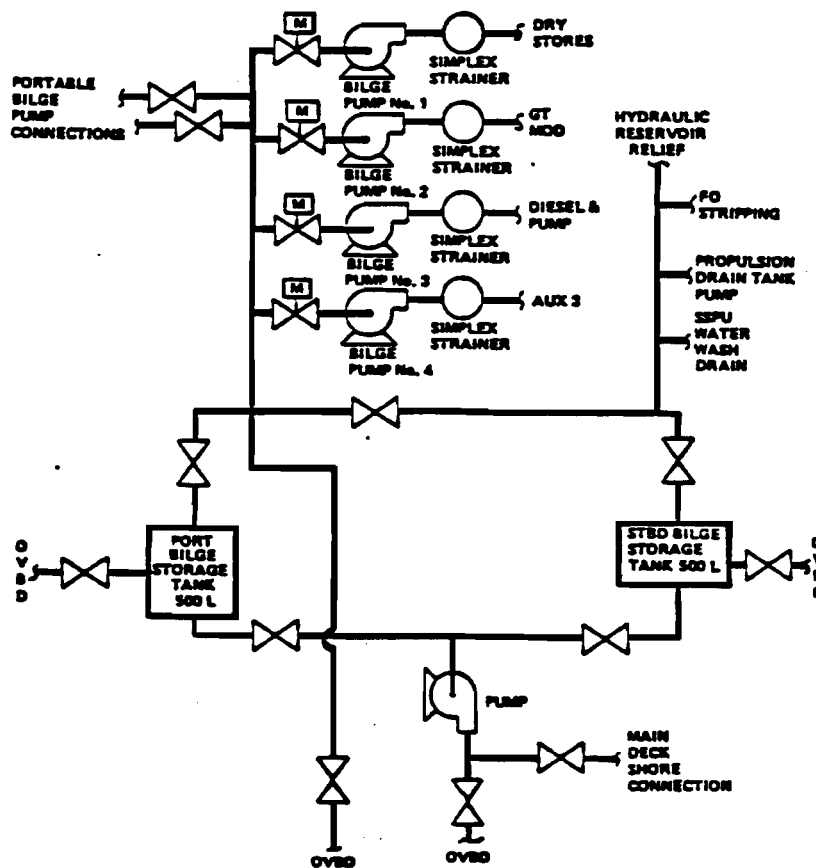 M
DRY
STORES
SIMPLEX
STRAINER
BILGE
PUMP No. 1
PORTABLE
BILGE
PUMP
CONNECTIONS
M
GT
MOD
SIMPLEX
STRAINER
BILGE
PUMP No. 2
HYDRAULIC
RESERVOIR
RELIEF
M
DIESEL &
PUMP
SIMPLEX
STRAINER
BILGE
PUMP No. 3
FO
STRIPPING
M
AUX 3
SIMPLEX
STRAINER
BILGE
PUMP No. 4
PROPULSION
DRAIN TANK
PUMP
SSPU
WATER
WASH
DRAIN
OVBD
PORT
BILGE
STORAGE
TANK
500 L
STBD BILGE
STORAGE
TANK 500 L
PUMP
MAIN
DECK
SHORE
CONNECTION
OVBD
OVBD